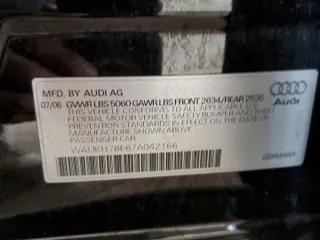 MFD. BY AUDI AG
07/06 GVWR LBS 5060 GAWR LBS FRONT 2634/REAR 2635
THIS VEHICLE CONFORMS TO ALL APPLICABLE U.S.
FEDERAL MOTOR VEHICLE SAFETY BUMPER AND THEFT
PREVENTION STANDARDS IN EFFECT ON THE DATE OF
MANUFACTURE SHOWN ABOVE
PASSENGER CAR
Audi
GERMANY